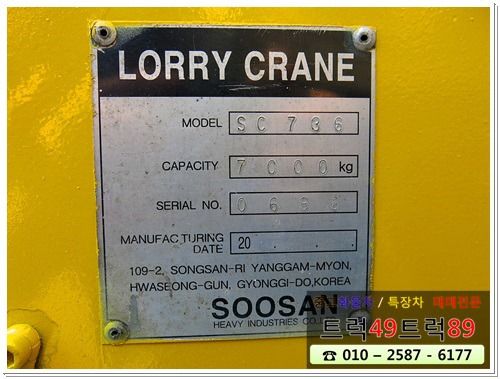 LORRY CRANE
MODEL SC736
CAPACITY 7000 kg
SERIAL NO.
MANUFACTURING
DATE 20 . . .
109-2, SONGSAN-RI YANGGAM-MYON,
HWASEONG-GUN, GYONGGI-DO,KOREA
SOOSAN
HEAVY INDUSTRIES CO.,
화물차 / 특장차 매매전문
트럭49트럭89
☎ 010 – 2587 - 6177